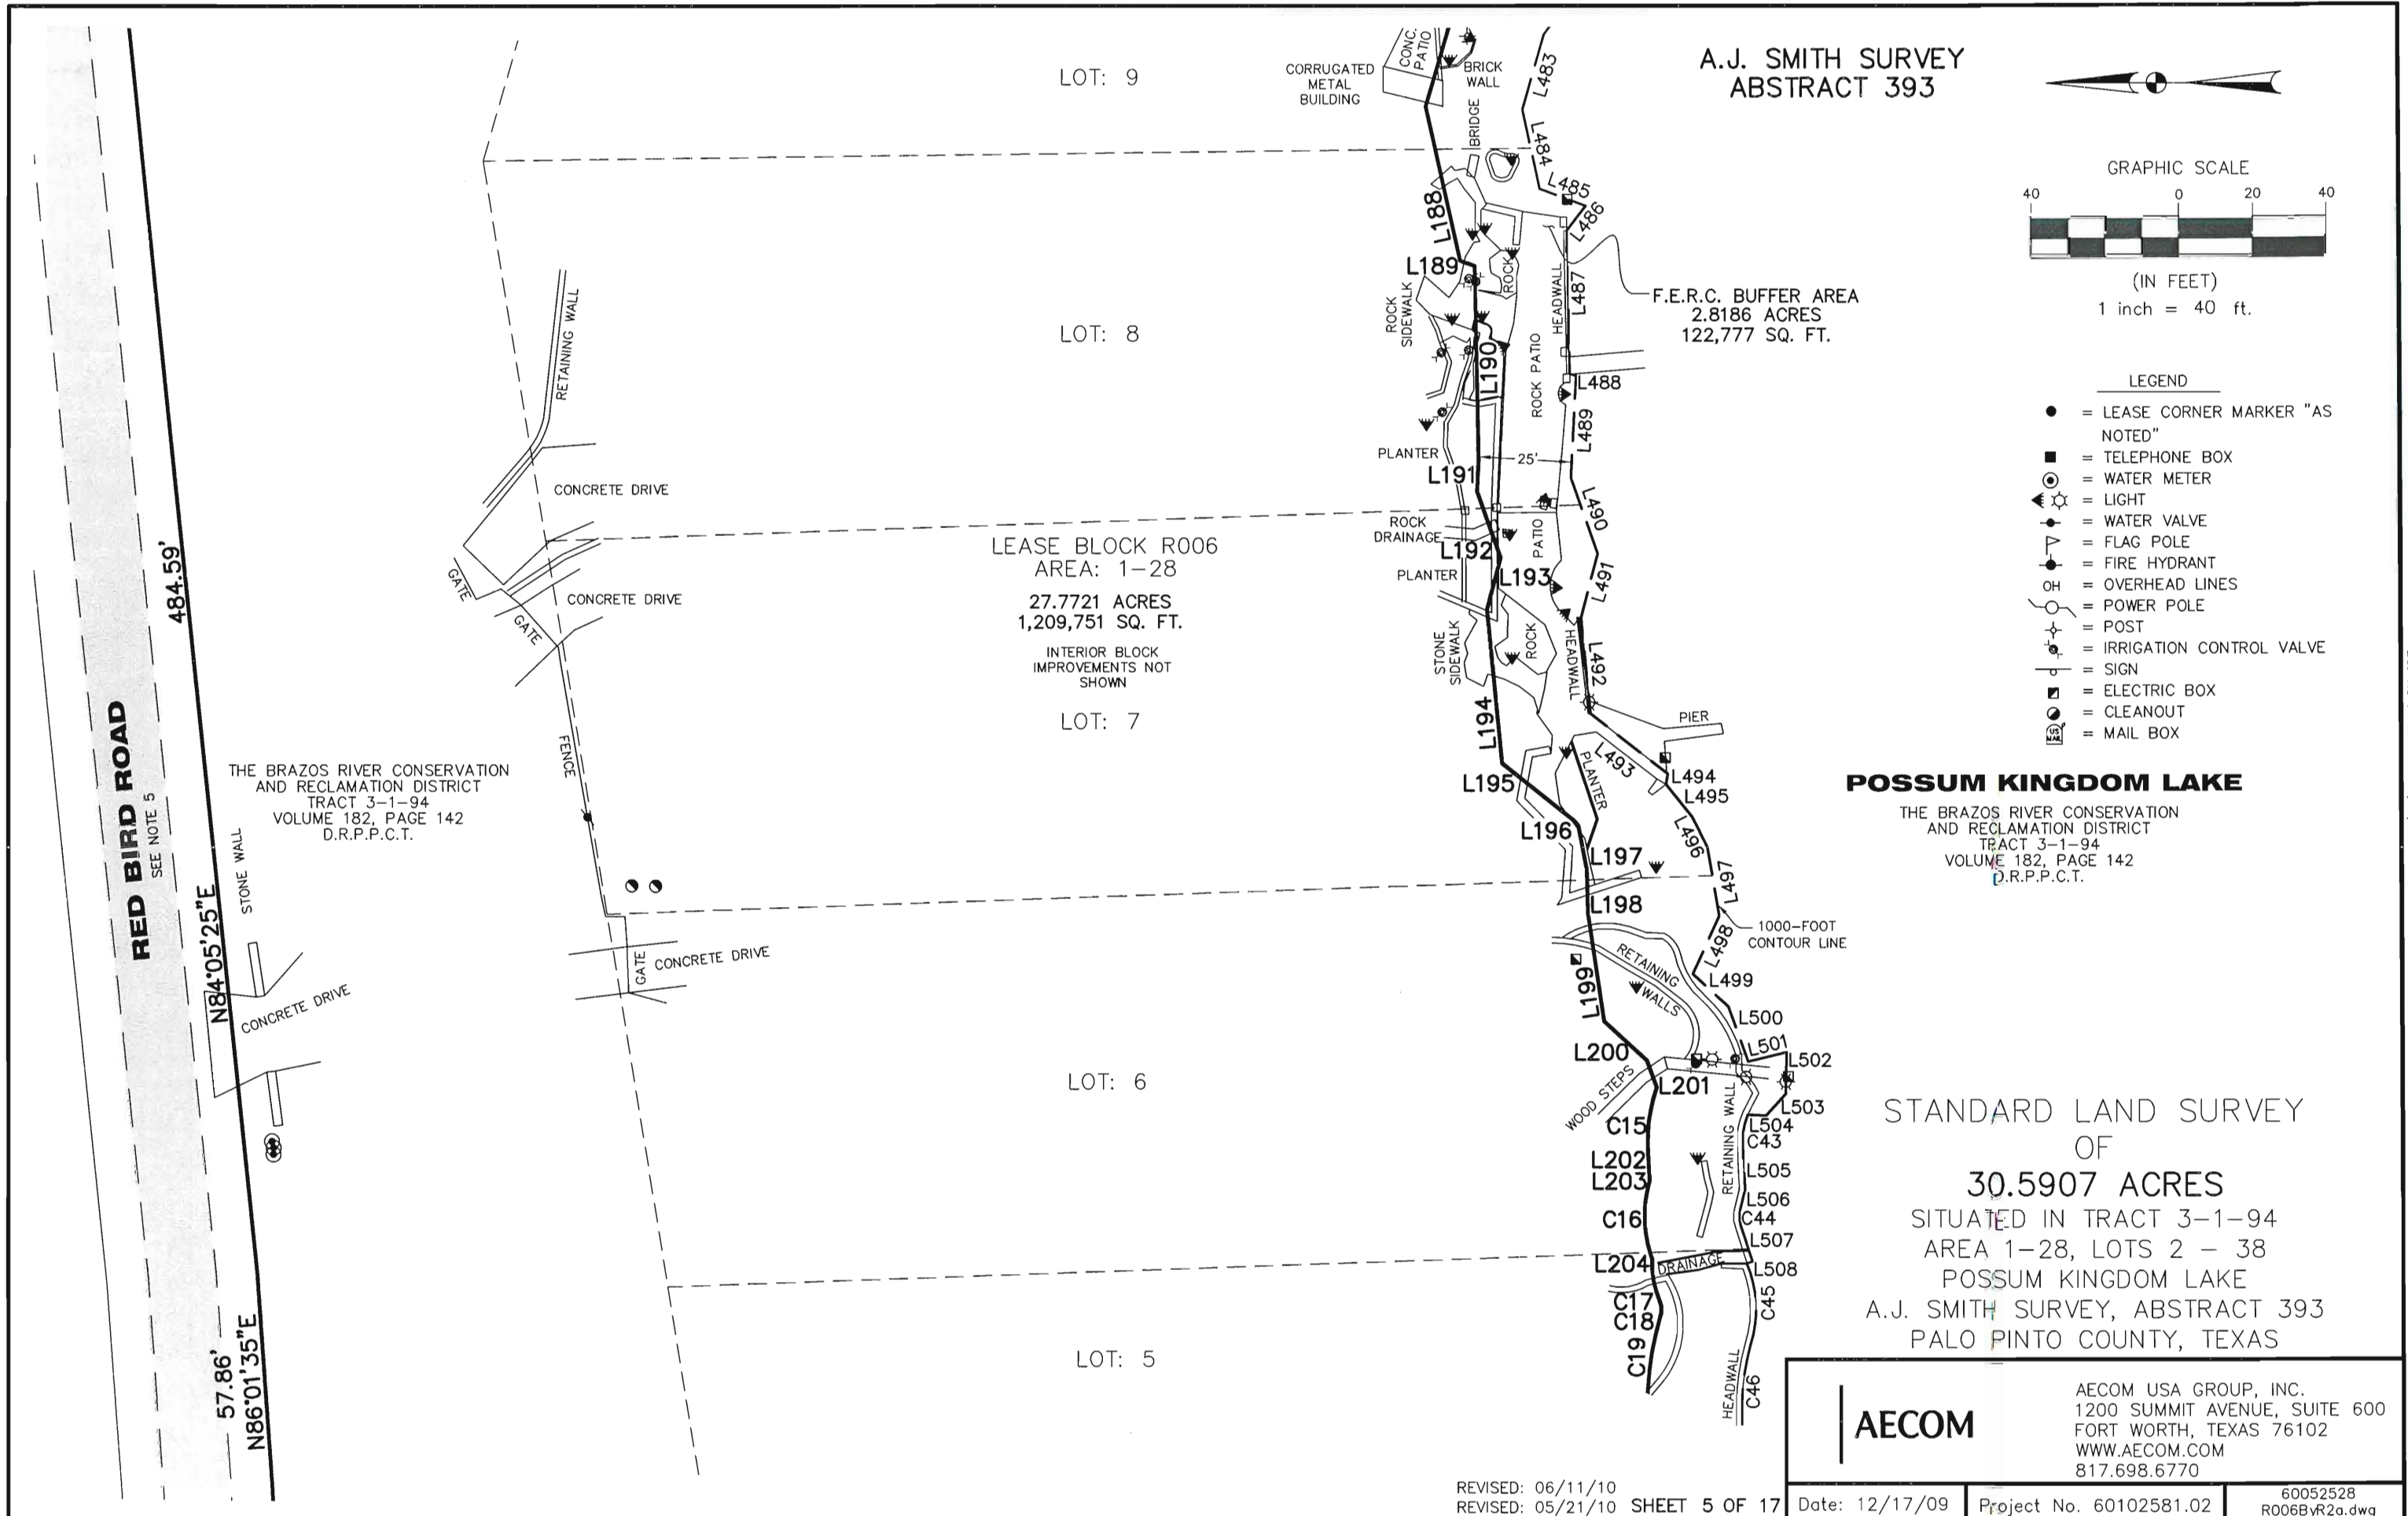 A.J. SMITH SURVEY
ABSTRACT 393
GRAPHIC SCALE
40
0
20
40
(IN FEET)
1 inch = 40 ft.
LEGEND
= LEASE CORNER MARKER "AS
NOTED"
= TELEPHONE BOX
= WATER METER
= LIGHT
= WATER VALVE
= FLAG POLE
= FIRE HYDRANT
OH = OVERHEAD LINES
= POWER POLE
= POST
= IRRIGATION CONTROL VALVE
= SIGN
= ELECTRIC BOX
= CLEANOUT
US
MAIL
= MAIL BOX
POSSUM KINGDOM LAKE
THE BRAZOS RIVER CONSERVATION
AND RECLAMATION DISTRICT
TRACT 3-1-94
VOLUME 182, PAGE 142
D.R.P.P.C.T.
STANDARD LAND SURVEY
OF
30.5907 ACRES
SITUATED IN TRACT 3-1-94
AREA 1-28, LOTS 2 - 38
POSSUM KINGDOM LAKE
A.J. SMITH SURVEY, ABSTRACT 393
PALO PINTO COUNTY, TEXAS
AECOM
AECOM USA GROUP, INC.
1200 SUMMIT AVENUE, SUITE 600
FORT WORTH, TEXAS 76102
WWW.AECOM.COM
817.698.6770
REVISED: 06/11/10
REVISED: 05/21/10
SHEET 5 OF 17
Date: 12/17/09
Project No. 60102581.02
60052528
R006ByR2a.dwg
RED BIRD ROAD
SEE NOTE 5
484.59'
N84°05'25"E
57.86'
N86°01'35"E
THE BRAZOS RIVER CONSERVATION
AND RECLAMATION DISTRICT
TRACT 3-1-94
VOLUME 182, PAGE 142
D.R.P.P.C.T.
STONE WALL
CONCRETE DRIVE
RETAINING WALL
CONCRETE DRIVE
GATE
CONCRETE DRIVE
GATE
FENCE
GATE
CONCRETE DRIVE
LOT: 9
LOT: 8
LEASE BLOCK R006
AREA: 1-28
27.7721 ACRES
1,209,751 SQ. FT.
INTERIOR BLOCK
IMPROVEMENTS NOT
SHOWN
LOT: 7
LOT: 6
LOT: 5
CORRUGATED
METAL
BUILDING
CONC.
PATIO
BRICK
WALL
BRIDGE
L483
L484
L485
L486
L188
L189
ROCK
HEADWALL
L487
F.E.R.C. BUFFER AREA
2.8186 ACRES
122,777 SQ. FT.
ROCK
SIDEWALK
L190
ROCK PATIO
L488
L489
PLANTER
25'
L191
L490
ROCK
DRAINAGE
L192
PATIO
PLANTER
L193
L491
STONE
SIDEWALK
ROCK
HEADWALL
L492
L194
PIER
L195
PLANTER
L493
L494
L495
L196
L496
L197
L497
L198
1000-FOOT
CONTOUR LINE
L498
RETAINING
WALLS
L499
L199
L500
L200
L501
L502
WOOD STEPS
L201
RETAINING WALL
L503
L504
C15
C43
L202
L505
L203
L506
C16
C44
L507
L204
DRAINAGE
L508
C17
C18
C45
C19
HEADWALL
C46